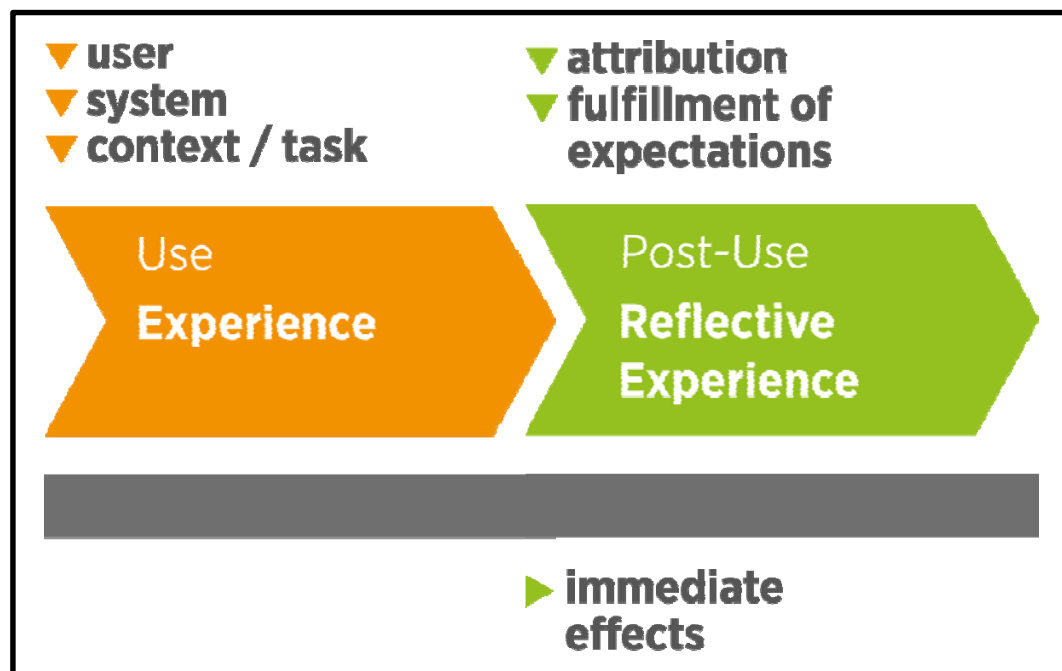 user
system
context / task
attribution
fulfillment of
expectations
Use
Experience
Post-Use
Reflective
Experience
immediate
effects